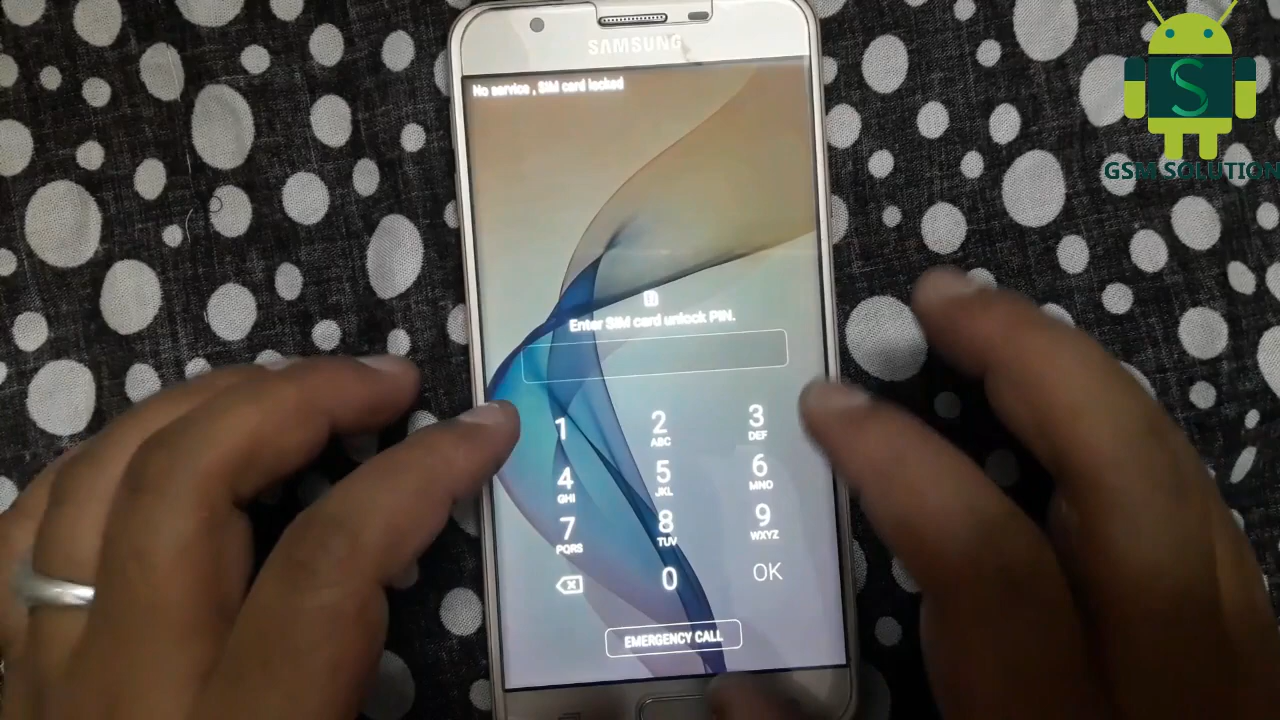 SAMSUNG
No service , SIM card locked
S
GSM SOLUTION
Enter SIM card unlock PIN.
1
2
ABC
3
DEF
4
GHI
5
JKL
6
MNO
7
PQRS
8
TUV
9
WXYZ
0
OK
EMERGENCY CALL